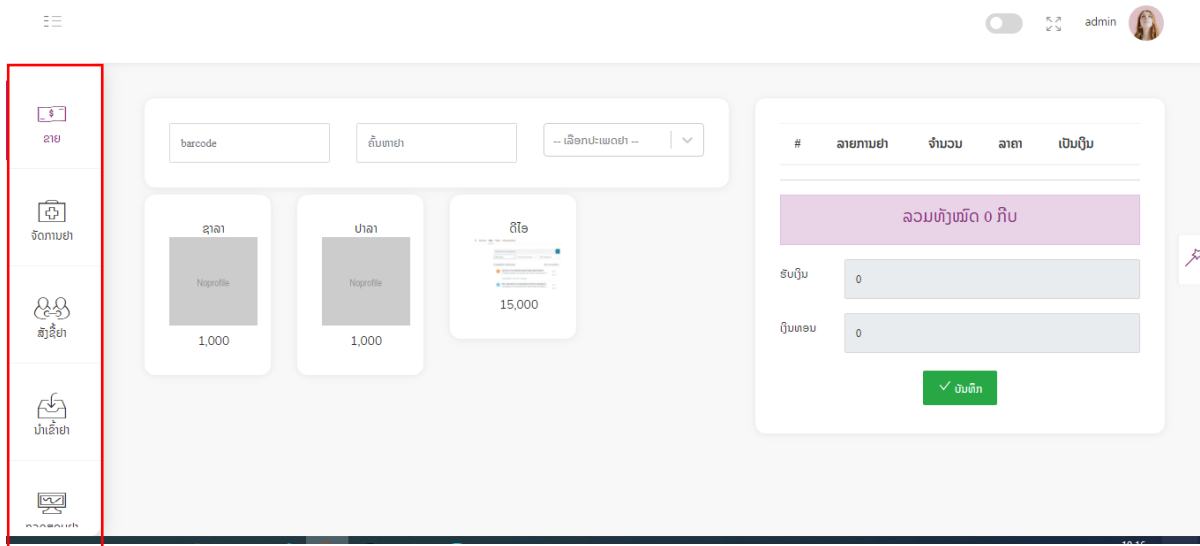 admin
ຂາຍ
ຈັດການຢາ
ສັ່ງຊື້ຢາ
ນຳເຂົ້າຢາ
barcode
ຄົ້ນຫາຢາ
-- ເລືອກປະເພດຢາ --
ຊາລາ
Noprofile
1,000
ປາລາ
Noprofile
1,000
ດີໄອ
15,000
# ລາຍການຢາ ຈຳນວນ ລາຄາ ເປັນເງິນ
ລວມທັງໝົດ 0 ກີບ
ຮັບເງິນ
0
ເງິນທອນ
0
ບັນທຶກ